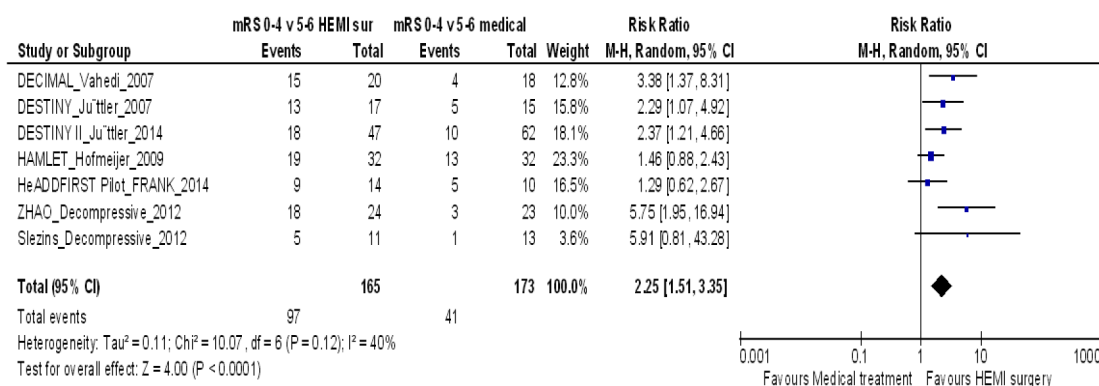 mRS 0-4 v 5-6 HEMI sur mRS 0-4 v 5-6 medical Risk Ratio Risk Ratio
Study or Subgroup Events Total Events Total Weight M-H, Random, 95% CI M-H, Random, 95% CI
DECIMAL_Vahedi_2007 15 20 4 18 12.8% 3.38 [1.37, 8.31]
DESTINY_Ju¨ttler_2007 13 17 5 15 15.8% 2.29 [1.07, 4.92]
DESTINY II_Ju¨ttler_2014 18 47 10 62 18.1% 2.37 [1.21, 4.66]
HAMLET_Hofmeijer_2009 19 32 13 32 23.3% 1.46 [0.88, 2.43]
HeADDFIRST Pilot_FRANK_2014 9 14 5 10 16.5% 1.29 [0.62, 2.67]
ZHAO_Decompressive_2012 18 24 3 23 10.0% 5.75 [1.95, 16.94]
Slezins_Decompressive_2012 5 11 1 13 3.6% 5.91 [0.81, 43.28]
Total (95% CI) 165 173 100.0% 2.25 [1.51, 3.35]
Total events 97 41
Heterogeneity: Tau² = 0.11; Chi² = 10.07, df = 6 (P = 0.12); I² = 40%
Test for overall effect: Z = 4.00 (P < 0.0001)
0.001 0.1 1 10 1000
Favours Medical treatment Favours HEMI surgery